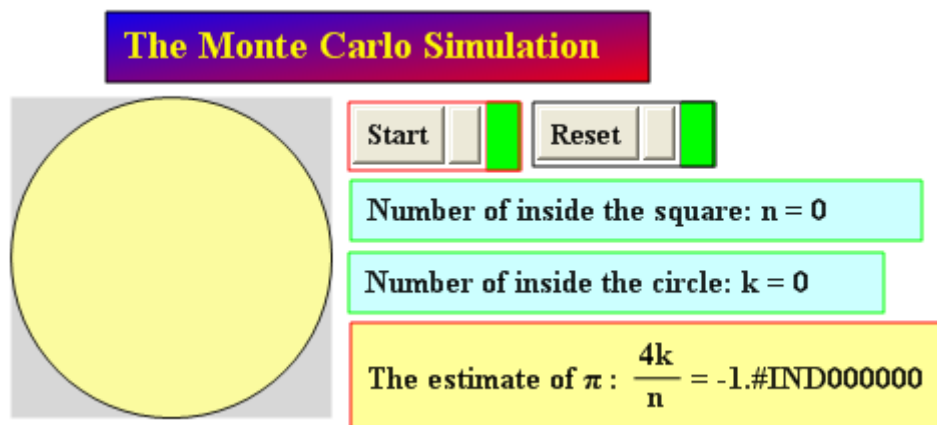 The Monte Carlo Simulation
Start Reset
Number of inside the square: n = 0
Number of inside the circle: k = 0
The estimate of π : 4k/n = -1.#IND000000